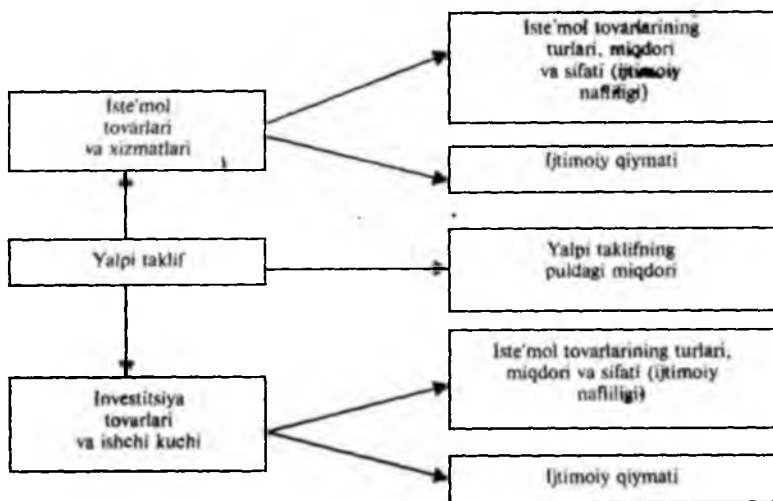 Iste'mol tovarlarining
turlari, miqdori
va sifati (ijtimoiy
nafliligi)
Iste'mol
tovarlari
va xizmatlari
Ijtimoiy qiymati
Yalpi taklif
Yalpi taklifning
puldagi miqdori
Investitsiya
tovarlari
va ishchi kuchi
Iste'mol tovarlarining turlari,
miqdori va sifati (ijtimoiy
nafliligi)
Ijtimoiy qiymati